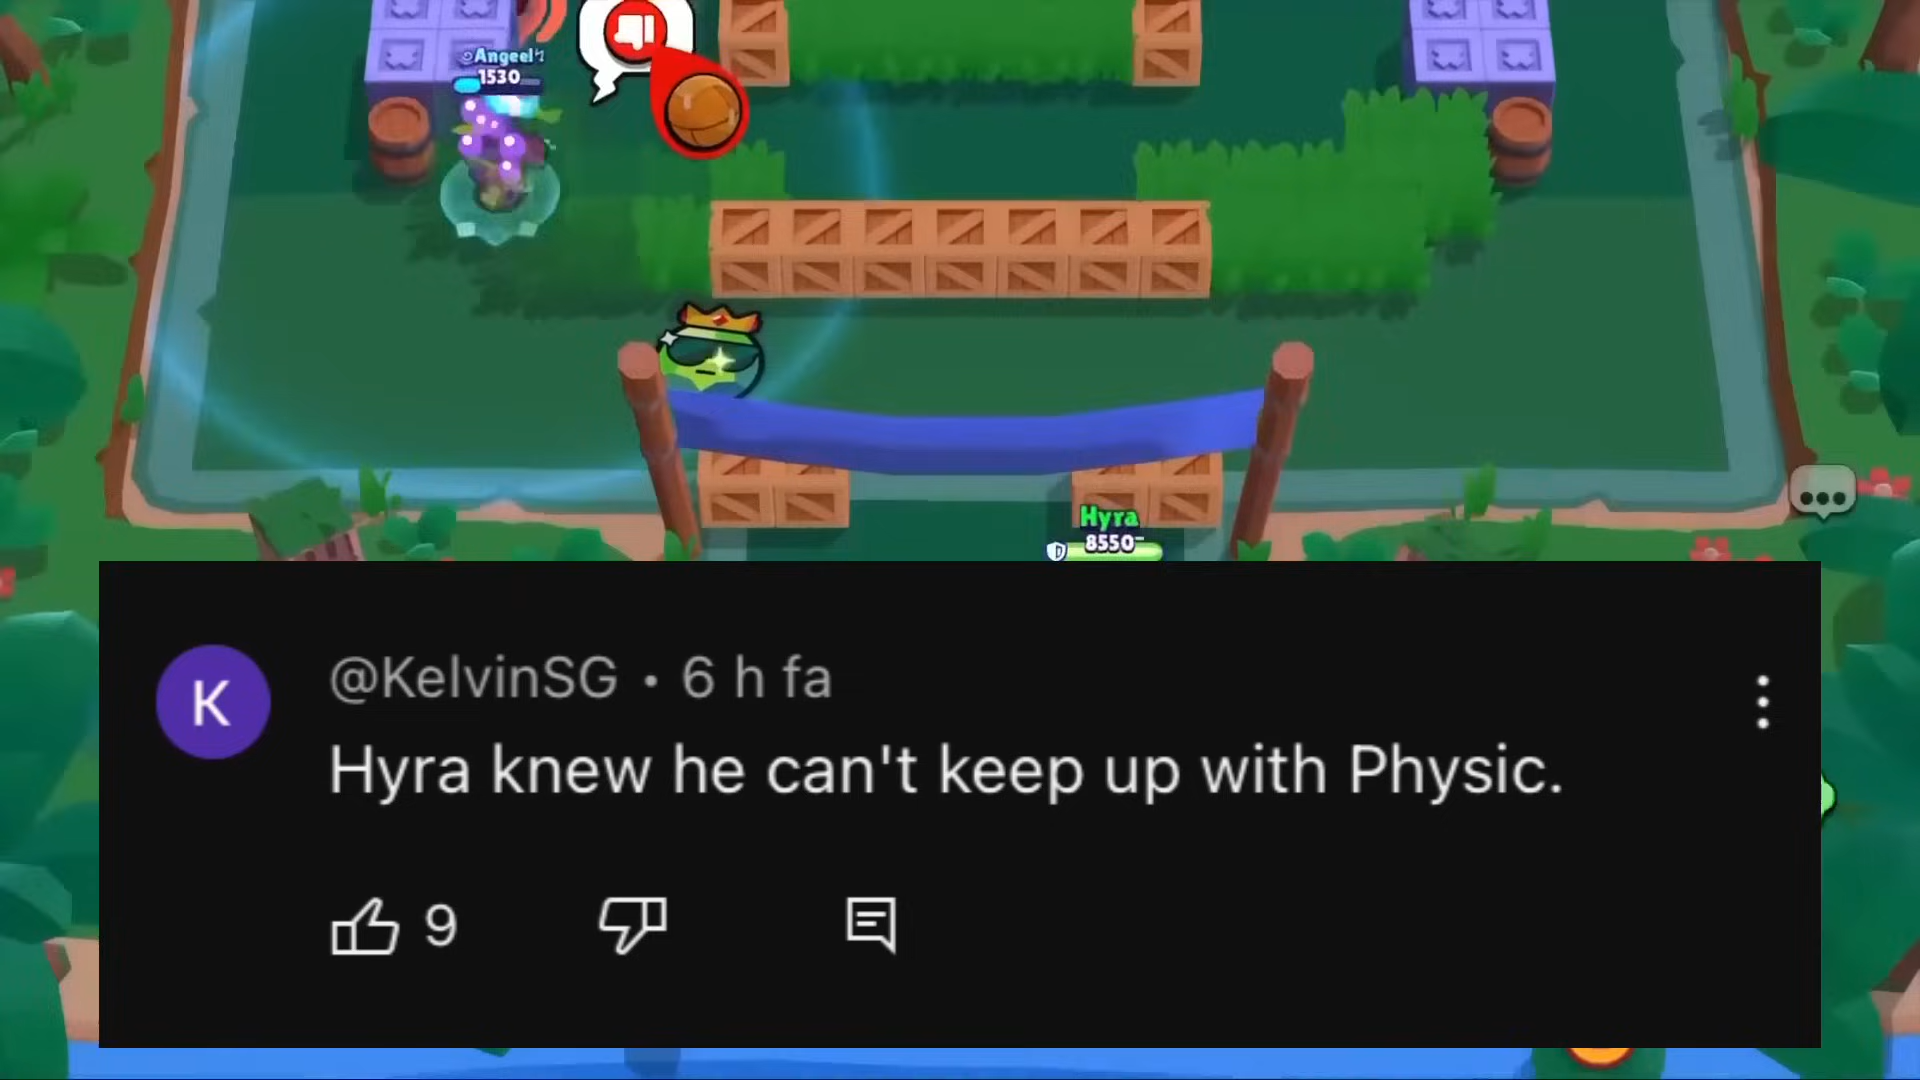 Angeel
1530
Hyra
8550
K
@KelvinSG • 6 h fa
Hyra knew he can't keep up with Physic.
9